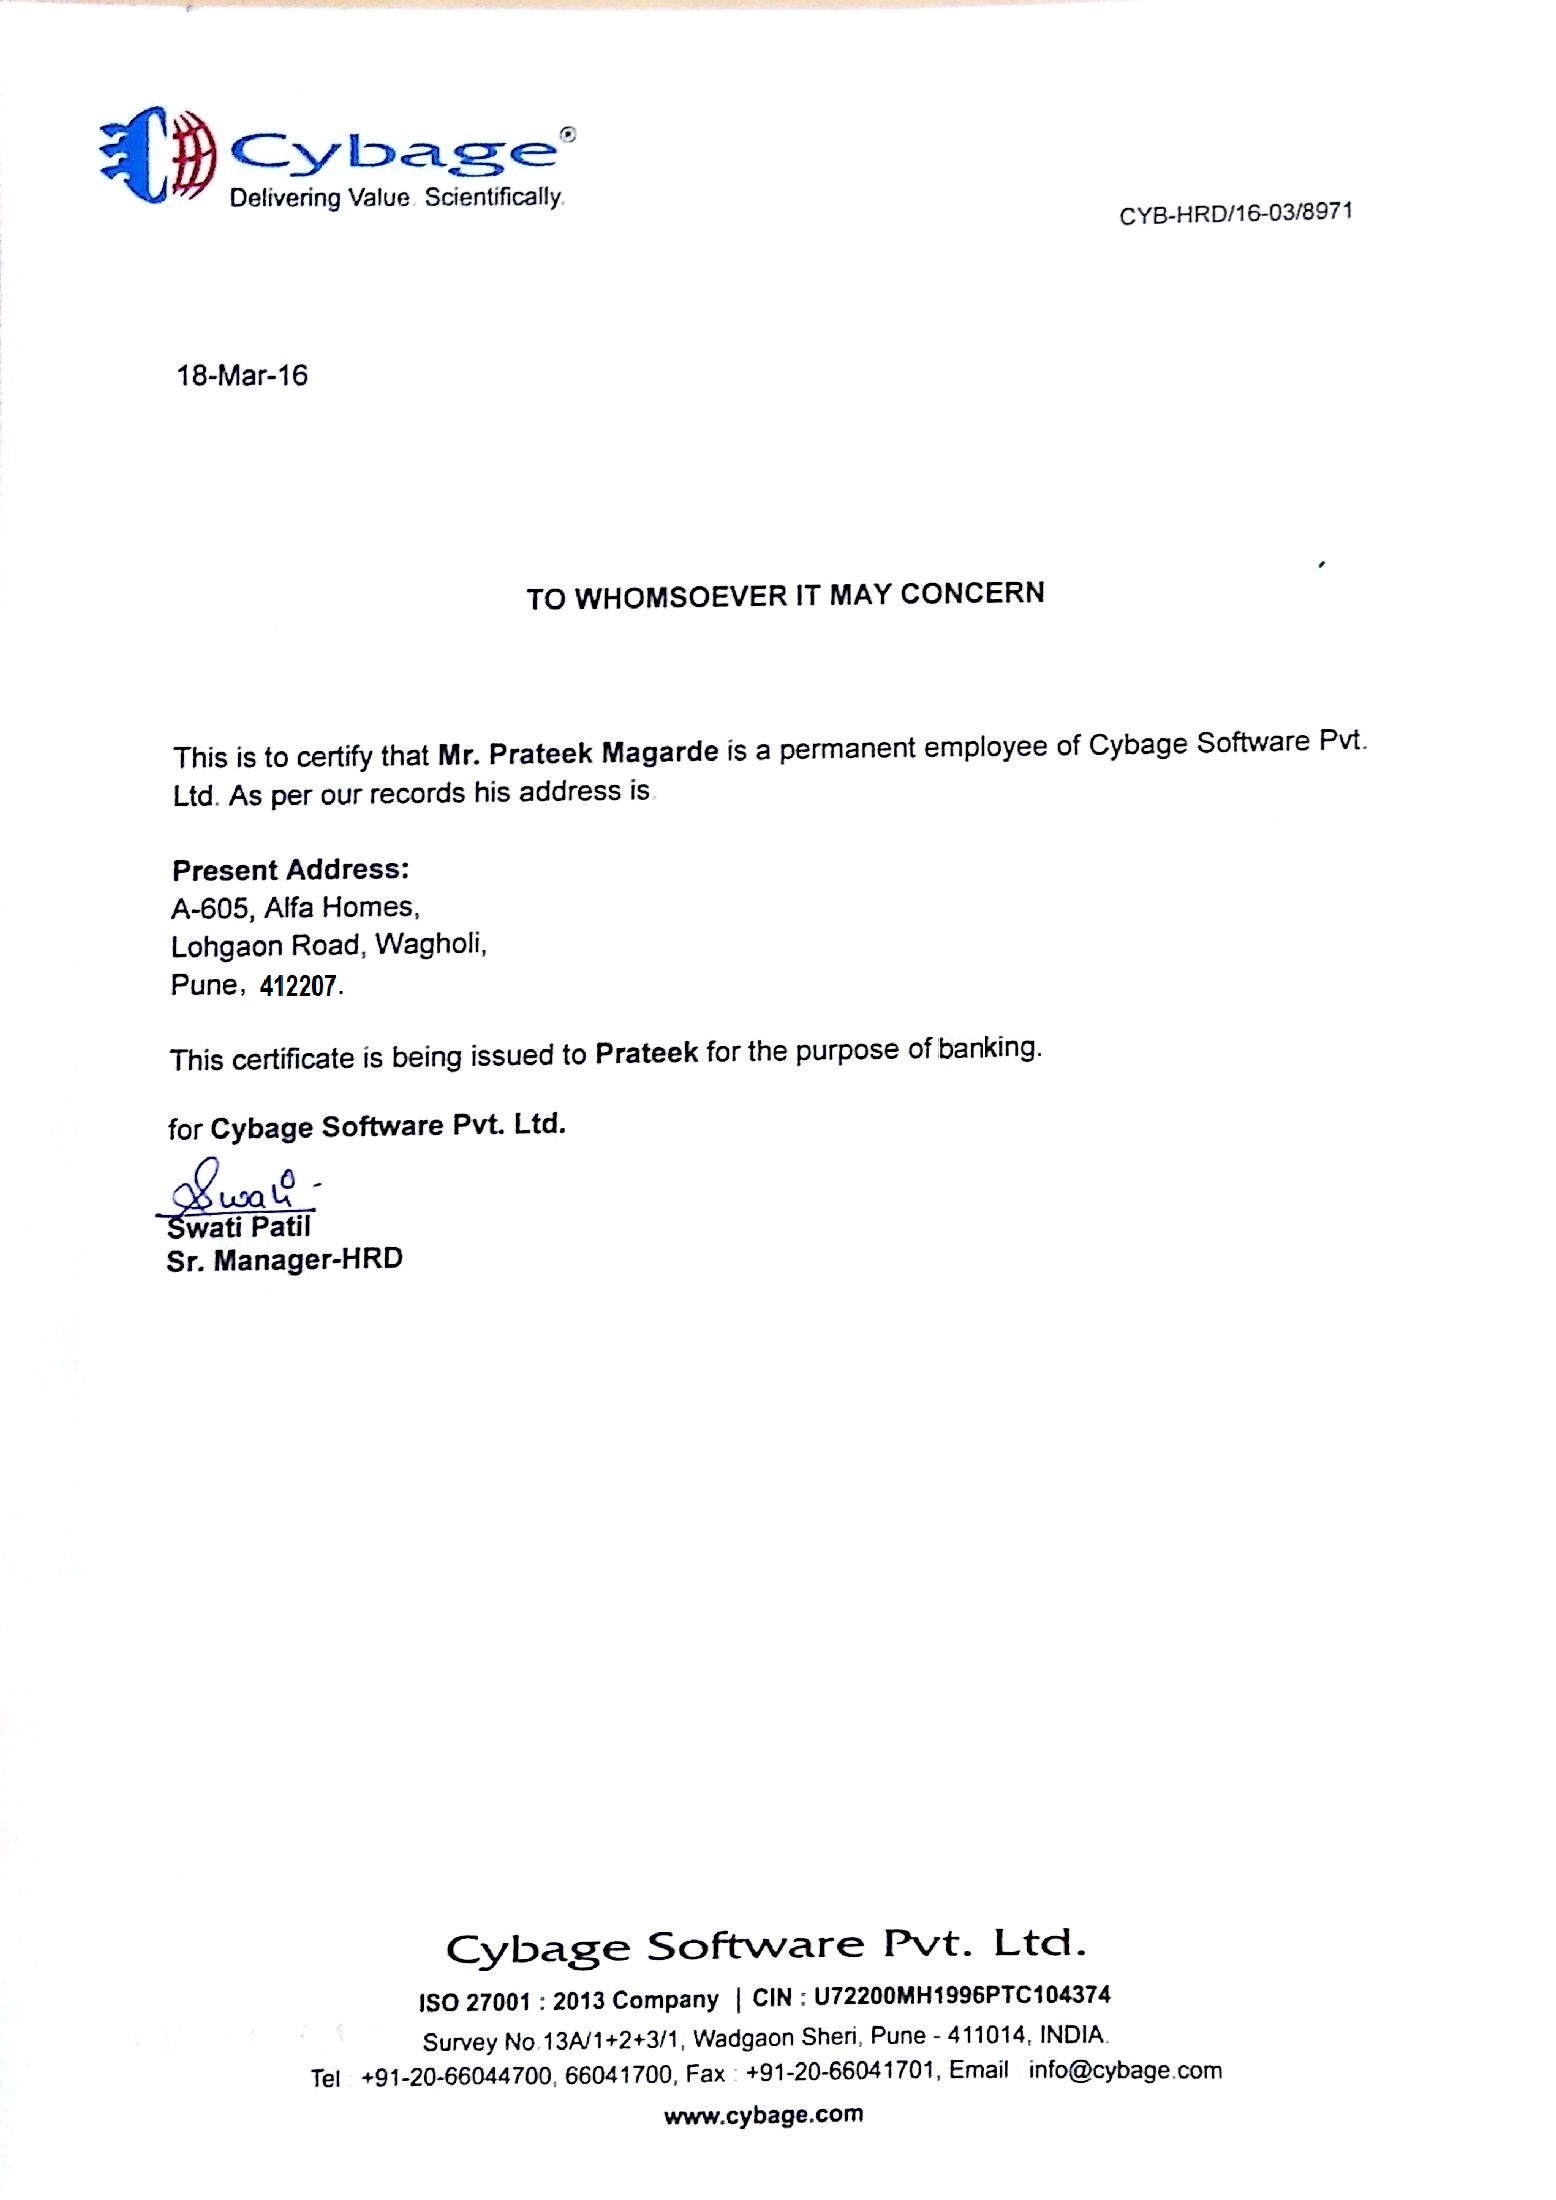 Cybage®
Delivering Value. Scientifically.
CYB-HRD/16-03/8971
18-Mar-16
TO WHOMSOEVER IT MAY CONCERN
This is to certify that Mr. Prateek Magarde is a permanent employee of Cybage Software Pvt.
Ltd. As per our records his address is.
Present Address:
A-605, Alfa Homes,
Lohgaon Road, Wagholi,
Pune, 412207.
This certificate is being issued to Prateek for the purpose of banking.
for Cybage Software Pvt. Ltd.
Swati
Swati Patil
Sr. Manager-HRD
Cybage Software Pvt. Ltd.
ISO 27001 : 2013 Company | CIN : U72200MH1996PTC104374
Survey No.13A/1+2+3/1, Wadgaon Sheri, Pune - 411014, INDIA.
Tel : +91-20-66044700, 66041700, Fax : +91-20-66041701, Email : info@cybage.com
www.cybage.com